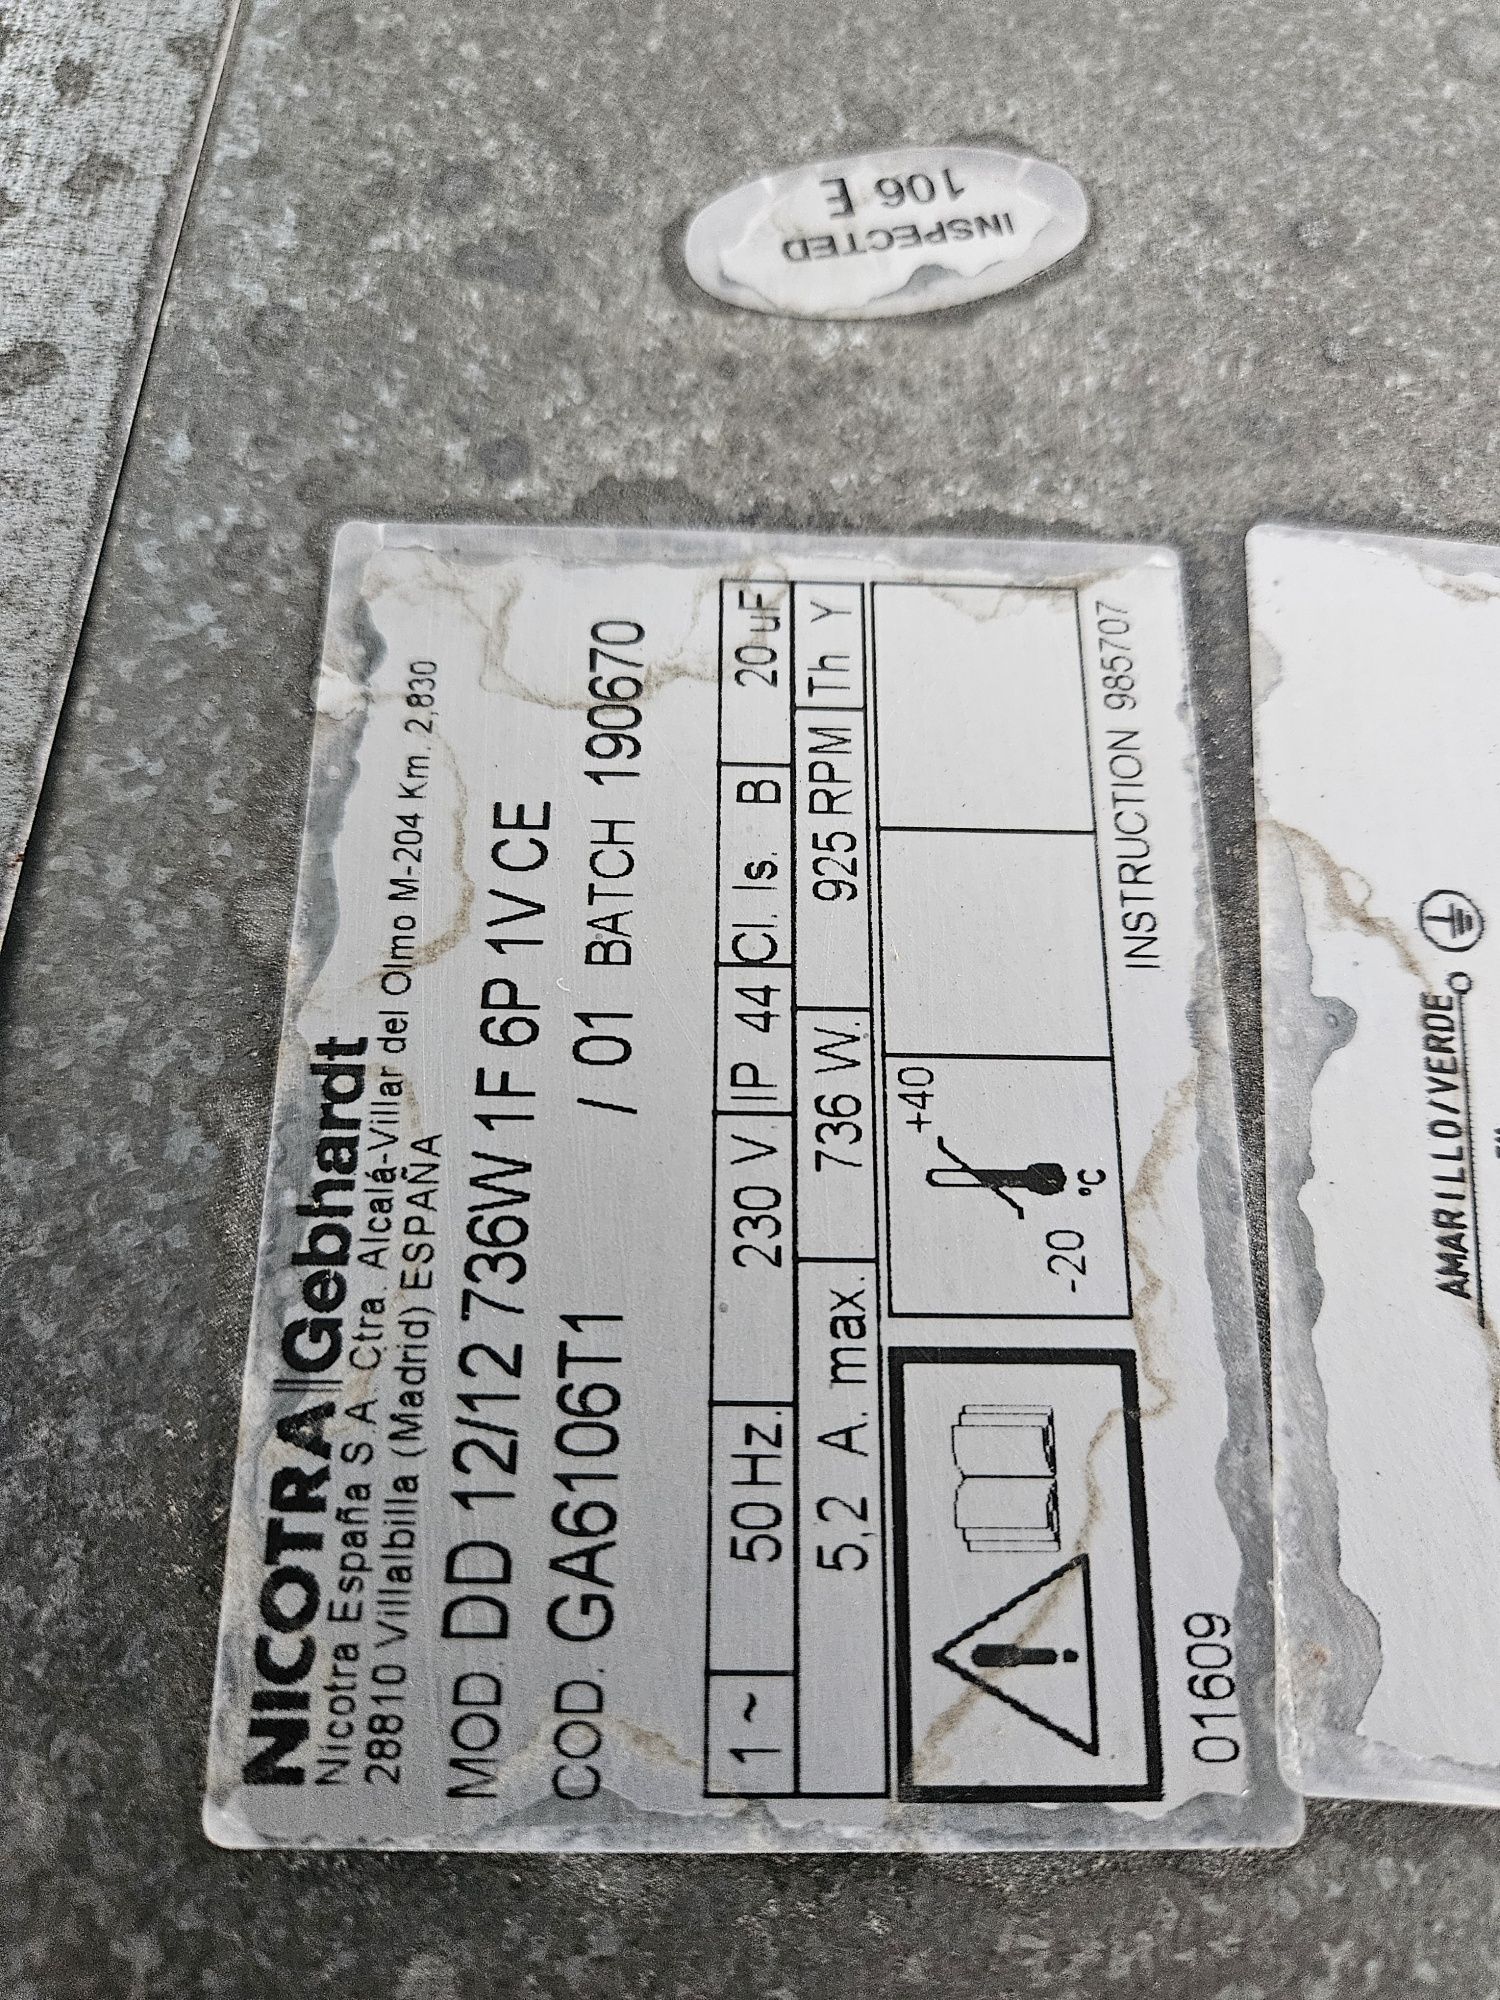 NICOTRA||Gebhardt
Nicotra España S.A. Ctra. Alcalá-Villar del Olmo M-204 Km. 2,830
28810 Villalbilla (Madrid) ESPAÑA
MOD. DD 12/12 736W 1F 6P 1V CE
COD. GA6106T1 / 01 BATCH 190670
1 ~ 50 Hz. 230 V IP 44 Cl. Is. B 20 uF
5,2 A. max. 736 W. 925 RPM Th Y
-20 °C +40
INSTRUCTION 985707
01609
INSPECTED
106 E
AMARILLO/VERDE